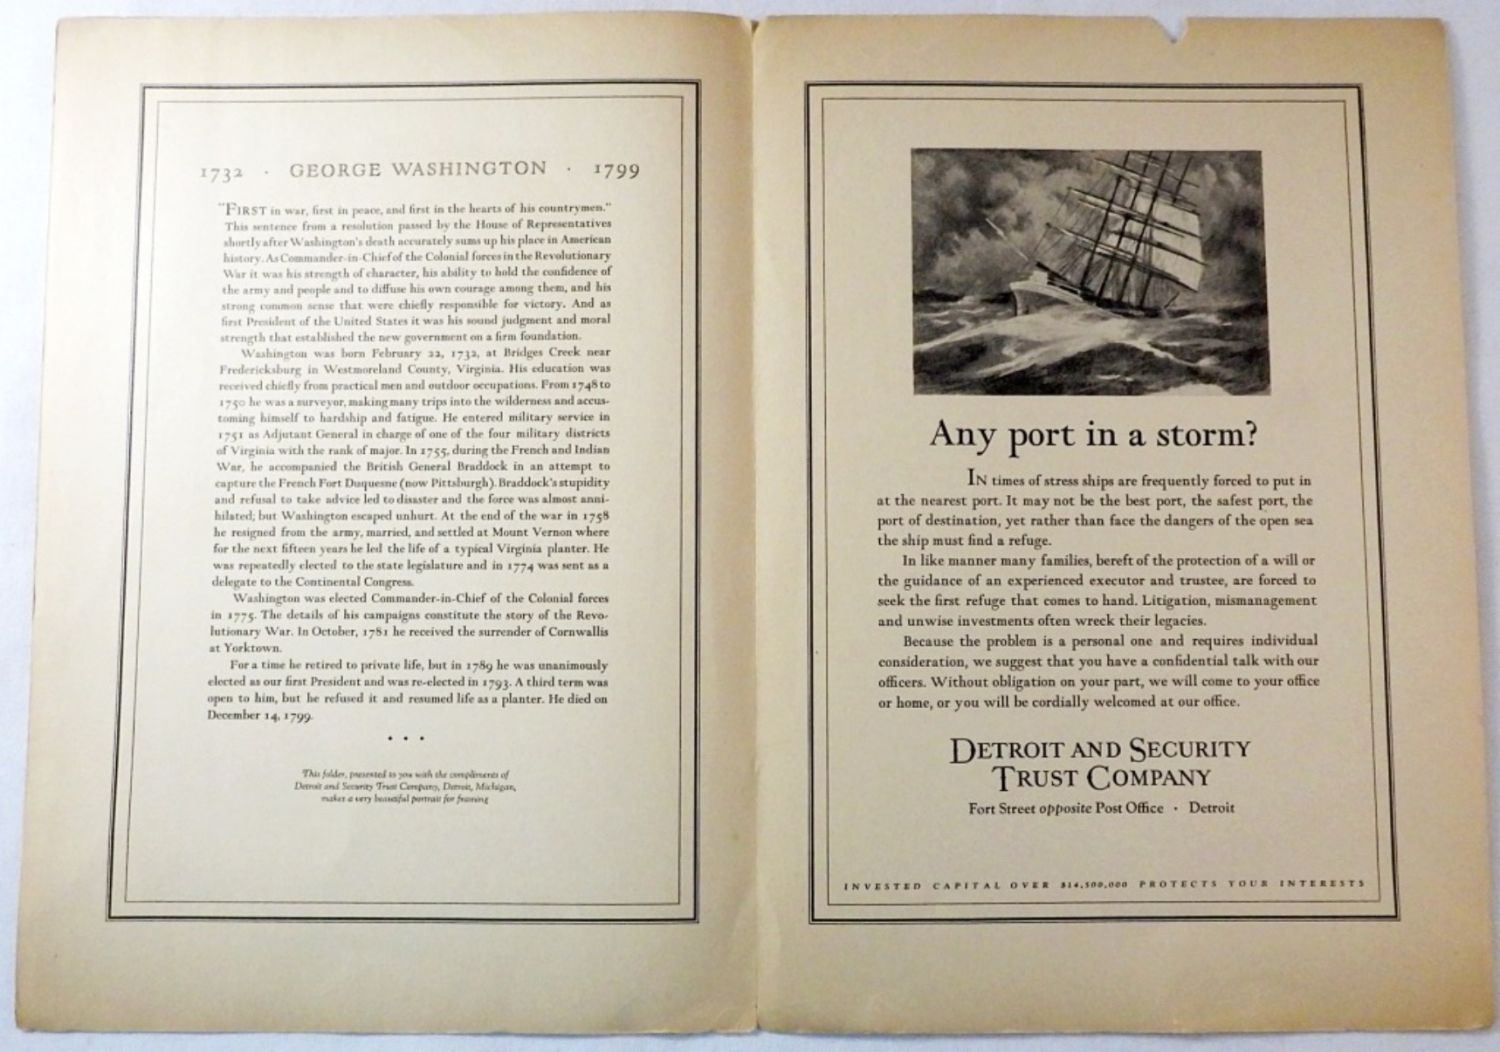 1732 · GEORGE WASHINGTON · 1799
"FIRST in war, first in peace, and first in the hearts of his countrymen."
This sentence from a resolution passed by the House of Representatives
shortly after Washington's death accurately sums up his place in American
history. As Commander-in-Chief of the Colonial forces in the Revolutionary
War it was his strength of character, his ability to hold the confidence of
the army and people and to diffuse his own courage among them, and his
strong common sense that were chiefly responsible for victory. And as
first President of the United States it was his sound judgment and moral
strength that established the new government on a firm foundation.
Washington was born February 22, 1732, at Bridges Creek near
Fredericksburg in Westmoreland County, Virginia. His education was
received chiefly from practical men and outdoor occupations. From 1748 to
1750 he was a surveyor, making many trips into the wilderness and accus-
toming himself to hardship and fatigue. He entered military service in
1751 as Adjutant General in charge of one of the four military districts
of Virginia with the rank of major. In 1755, during the French and Indian
War, he accompanied the British General Braddock in an attempt to
capture the French Fort Duquesne (now Pittsburgh). Braddock's stupidity
and refusal to take advice led to disaster and the force was almost anni-
hilated; but Washington escaped unhurt. At the end of the war in 1758
he resigned from the army, married, and settled at Mount Vernon where
for the next fifteen years he led the life of a typical Virginia planter. He
was repeatedly elected to the state legislature and in 1774 was sent as a
delegate to the Continental Congress.
Washington was elected Commander-in-Chief of the Colonial forces
in 1775. The details of his campaigns constitute the story of the Revo-
lutionary War. In October, 1781 he received the surrender of Cornwallis
at Yorktown.
For a time he retired to private life, but in 1789 he was unanimously
elected as our first President and was re-elected in 1793. A third term was
open to him, but he refused it and resumed life as a planter. He died on
December 14, 1799.
• • •
This folder, presented to you with the compliments of
Detroit and Security Trust Company, Detroit, Michigan,
makes a very beautiful portrait for framing
Any port in a storm?
IN times of stress ships are frequently forced to put in
at the nearest port. It may not be the best port, the safest port, the
port of destination, yet rather than face the dangers of the open sea
the ship must find a refuge.
In like manner many families, bereft of the protection of a will or
the guidance of an experienced executor and trustee, are forced to
seek the first refuge that comes to hand. Litigation, mismanagement
and unwise investments often wreck their legacies.
Because the problem is a personal one and requires individual
consideration, we suggest that you have a confidential talk with our
officers. Without obligation on your part, we will come to your office
or home, or you will be cordially welcomed at our office.
DETROIT AND SECURITY
TRUST COMPANY
Fort Street opposite Post Office · Detroit
INVESTED CAPITAL OVER $14,500,000 PROTECTS YOUR INTERESTS